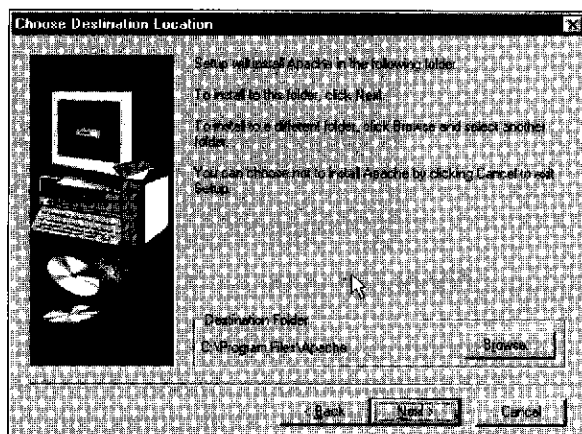 Choose Destination Location
Setup will install Apache in the following folder.
To install to this folder, click Next.
To install to a different folder, click Browse and select another
folder.
You can choose not to install Apache by clicking Cancel to exit
Setup.
Destination Folder
C:\Program Files\Apache
Browse...
< Back
Next >
Cancel